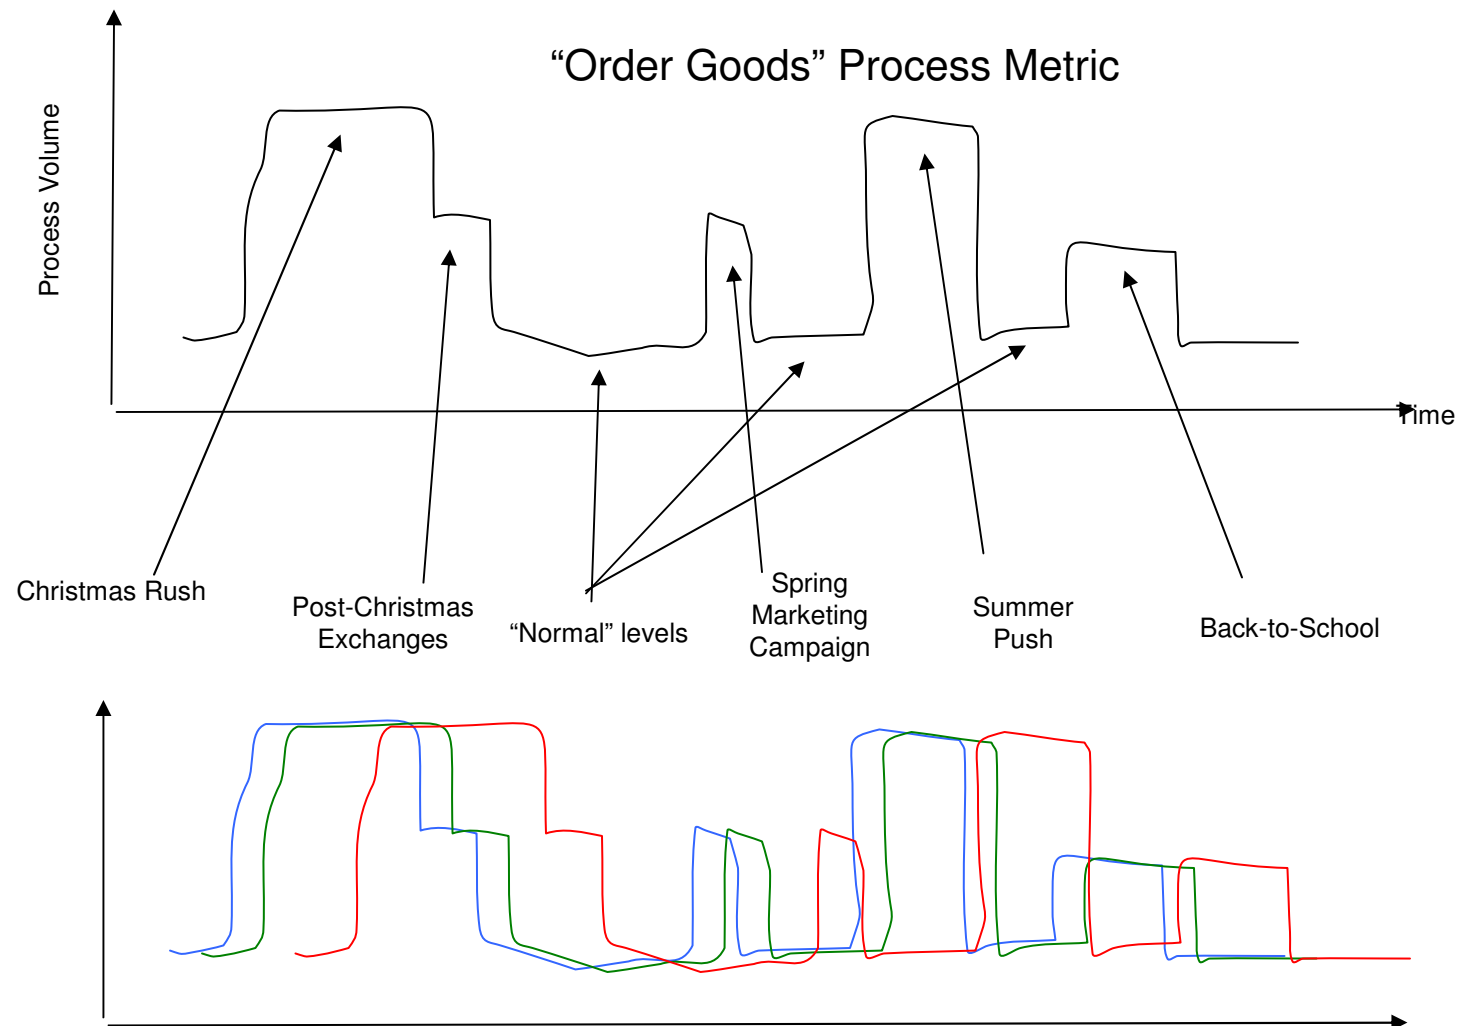 “Order Goods” Process Metric
Process Volume
Time
Christmas Rush
Post-Christmas
Exchanges
“Normal” levels
Spring
Marketing
Campaign
Summer
Push
Back-to-School